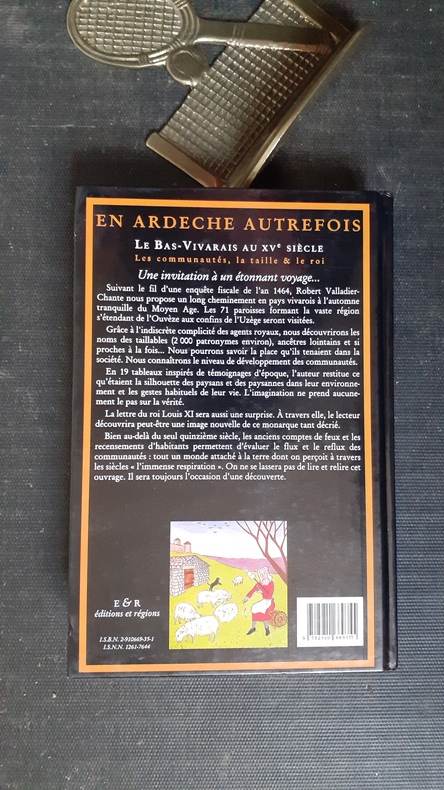 EN ARDECHE AUTREFOIS
LE BAS-VIVARAIS AU XVe SIÈCLE
Les communautés, la taille & le roi
Une invitation à un étonnant voyage...
Suivant le fil d'une enquête fiscale de l'an 1464, Robert Valladier-
Chante nous propose un long cheminement en pays vivarois à l'automne
tranquille du Moyen Age. Les 71 paroisses formant la vaste région
s'étendant de l'Ouvèze aux confins de l'Uzège seront visitées.
Grâce à l'indiscrète complicité des agents royaux, nous découvrirons les
noms des taillables (2 000 patronymes environ), ancêtres lointains et si
proches à la fois... Nous pourrons savoir la place qu'ils tenaient dans la
société. Nous connaîtrons le niveau de développement des communautés.
En 19 tableaux inspirés de témoignages d'époque, l'auteur restitue ce
qu'étaient la silhouette des paysans et des paysannes dans leur environne-
ment et les gestes habituels de leur vie. L'imagination ne prend aucune-
ment le pas sur la vérité.
La lettre du roi Louis XI sera aussi une surprise. À travers elle, le lecteur
découvrira peut-être une image nouvelle de ce monarque tant décrié.
Bien au-delà du seul quinzième siècle, les anciens comptes de feux et les
recensements d'habitants permettent d'évaluer le flux et le reflux des
communautés : tout un monde attaché à la terre dont on perçoit à travers
les siècles « l'immense respiration ». On ne se lassera pas de lire et relire cet
ouvrage. Il sera toujours l'occasion d'une découverte.
E & R
éditions et régions
I.S.B.N. 2-910669-35-1
I.S.N.N. 1261-7644